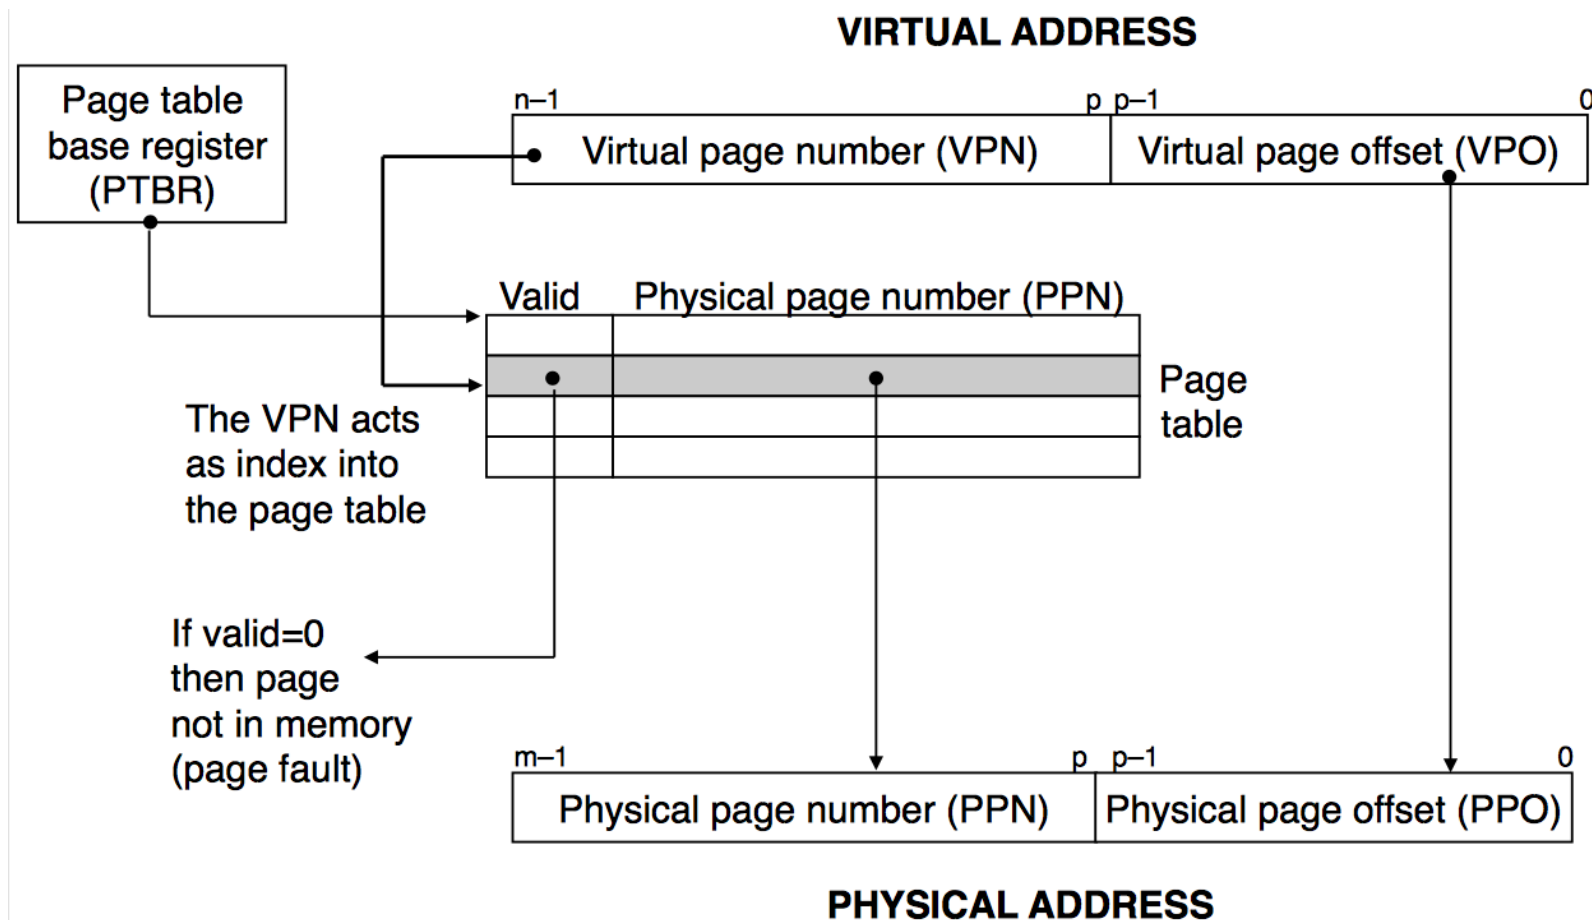 VIRTUAL ADDRESS
Page table
base register
(PTBR)
n–1
p
p–1
0
Virtual page number (VPN)
Virtual page offset (VPO)
Valid
Physical page number (PPN)
Page
table
The VPN acts
as index into
the page table
If valid=0
then page
not in memory
(page fault)
m–1
p
p–1
0
Physical page number (PPN)
Physical page offset (PPO)
PHYSICAL ADDRESS